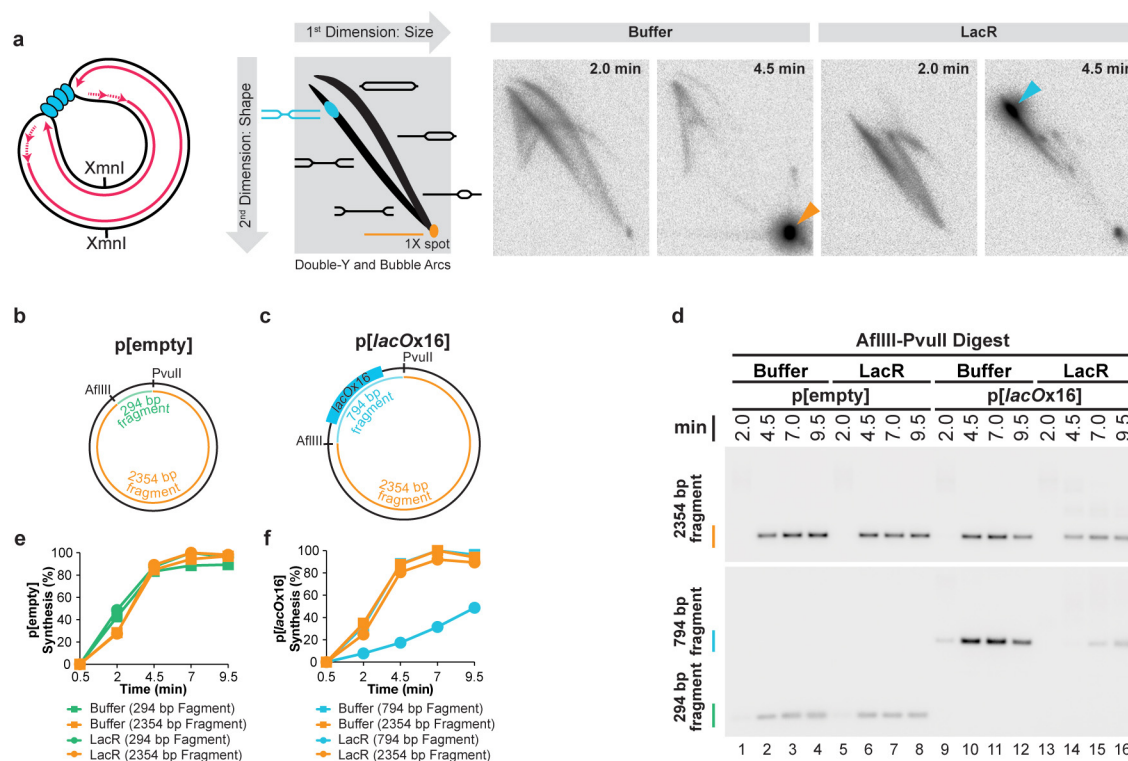 a
XmnI
XmnI
1st Dimension: Size
2nd Dimension: Shape
1X spot
Double-Y and Bubble Arcs
Buffer
LacR
2.0 min
4.5 min
2.0 min
4.5 min
b
p[empty]
PvuII
AflIII
294 bp
fragment
2354 bp
fragment
c
p[lacOx16]
PvuII
lacOx16
794 bp
fragment
AflIII
2354 bp
fragment
d
AflIII-PvuII Digest
Buffer LacR Buffer LacR
p[empty] p[lacOx16]
min 2.0 4.5 7.0 9.5 2.0 4.5 7.0 9.5 2.0 4.5 7.0 9.5 2.0 4.5 7.0 9.5
2354 bp
fragment
794 bp
fragment
294 bp
fragment
1 2 3 4 5 6 7 8 9 10 11 12 13 14 15 16
e
p[empty]
Synthesis (%)
100
80
60
40
20
0
0.5 2 4.5 7 9.5
Time (min)
Buffer (294 bp Fagment)
Buffer (2354 bp Fragment)
LacR (294 bp Fagment)
LacR (2354 bp Fragment)
f
p[lacOx16]
Synthesis (%)
100
80
60
40
20
0
0.5 2 4.5 7 9.5
Time (min)
Buffer (794 bp Fagment)
Buffer (2354 bp Fragment)
LacR (794 bp Fagment)
LacR (2354 bp Fragment)